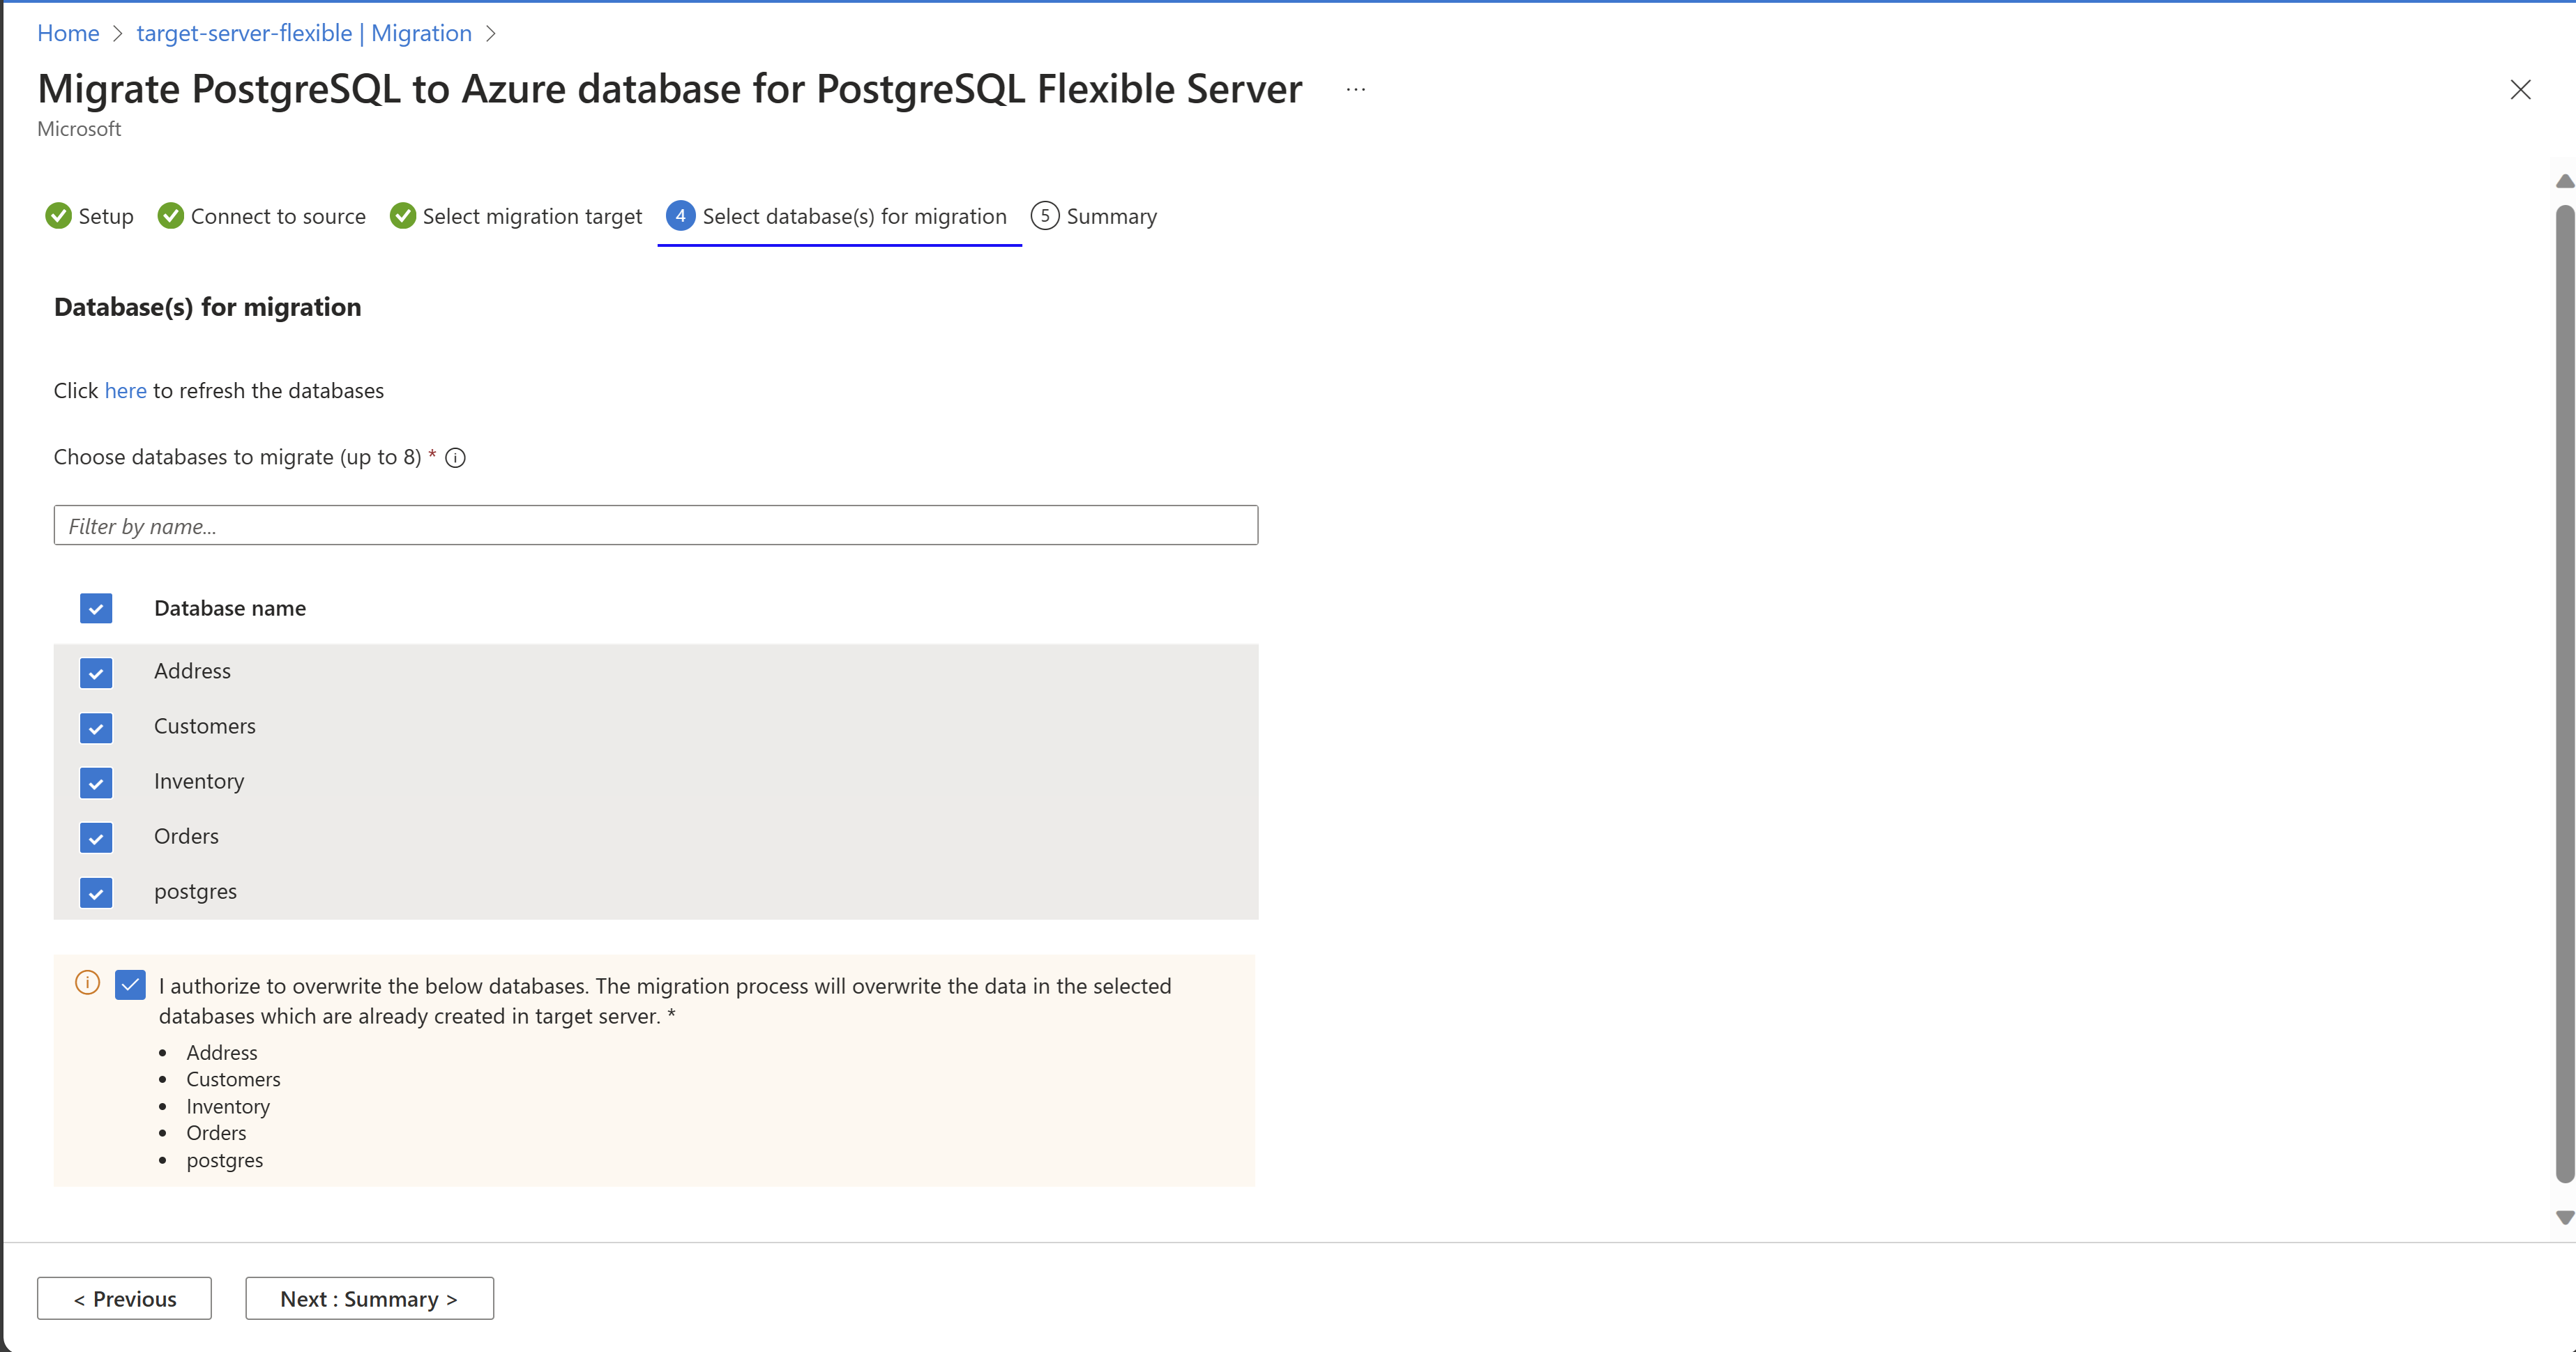 Home > target-server-flexible | Migration >
Migrate PostgreSQL to Azure database for PostgreSQL Flexible Server ...
Microsoft
Setup Connect to source Select migration target 4 Select database(s) for migration 5 Summary
Database(s) for migration
Click here to refresh the databases
Choose databases to migrate (up to 8) *
Filter by name...
Database name
Address
Customers
Inventory
Orders
postgres
I authorize to overwrite the below databases. The migration process will overwrite the data in the selected
databases which are already created in target server. *
• Address
• Customers
• Inventory
• Orders
• postgres
< Previous Next : Summary >